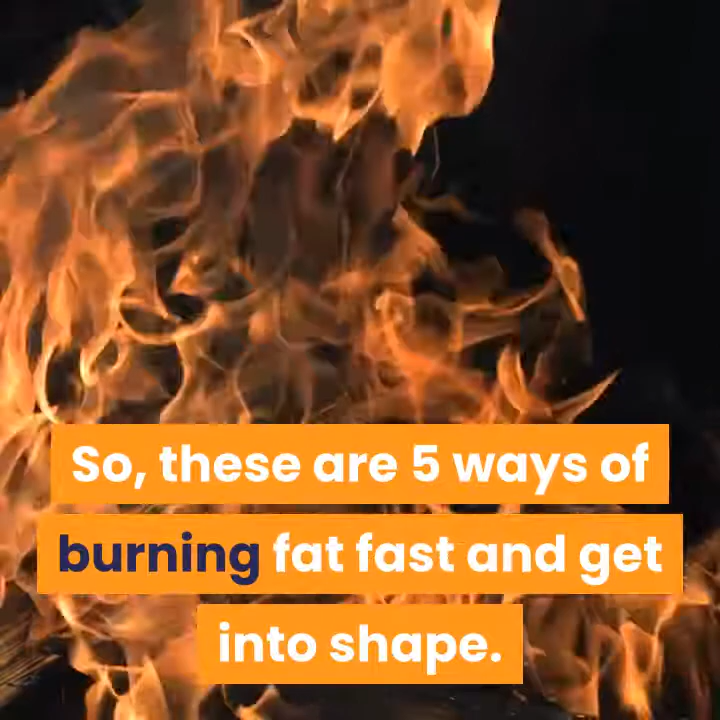 So, these are 5 ways of
burning fat fast and get
into shape.